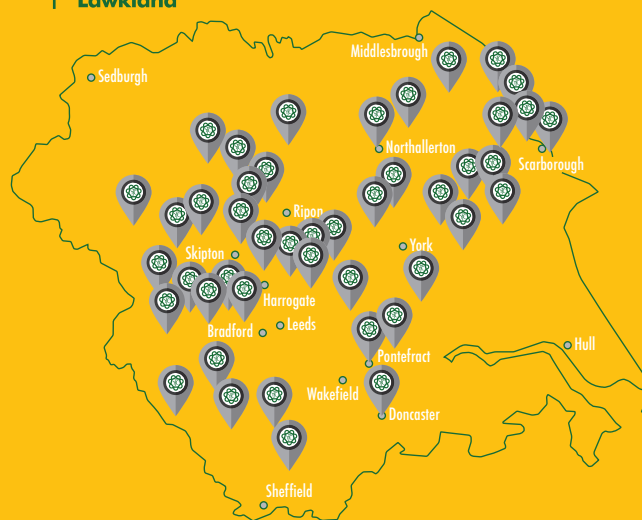 Lawkland
Middlesbrough
Sedburgh
Northallerton
Scarborough
Ripon
York
Skipton
Harrogate
Leeds
Bradford
Hull
Pontefract
Wakefield
Doncaster
Sheffield